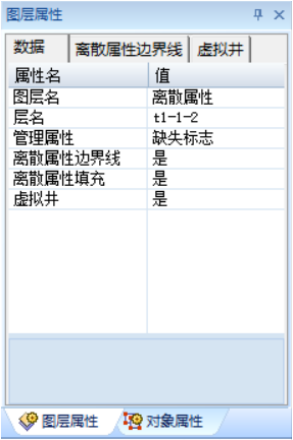 图层属性
数据 离散属性边界线 虚拟井
属性名 值
图层名 离散属性
层名 t1-1-2
管理属性 缺失标志
离散属性边界线 是
离散属性填充 是
虚拟井 是
图层属性 对象属性